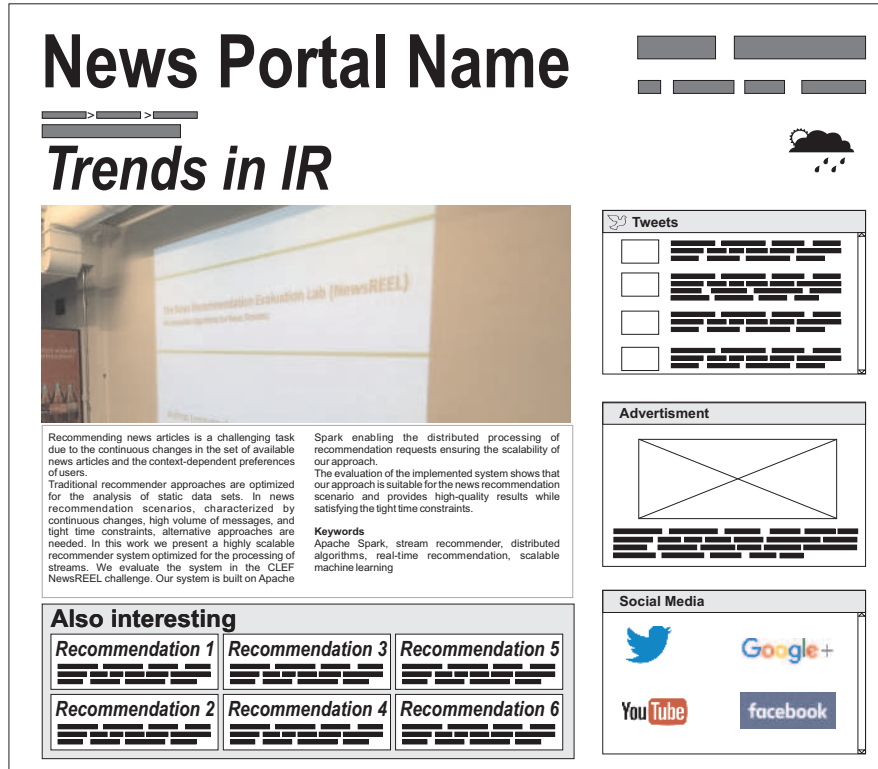 News Portal Name
> >
Trends in IR
The News Recommendation Evaluation Lab (NewsREEL)
Recommending news articles is a challenging task
due to the continuous changes in the set of available
news articles and the context-dependent preferences
of users.
Traditional recommender approaches are optimized
for the analysis of static data sets. In news
recommendation scenarios, characterized by
continuous changes, high volume of messages, and
tight time constraints, alternative approaches are
needed. In this work we present a highly scalable
recommender system optimized for the processing of
streams. We evaluate the system in the CLEF
NewsREEL challenge. Our system is built on Apache
Spark enabling the distributed processing of
recommendation requests ensuring the scalability of
our approach.
The evaluation of the implemented system shows that
our approach is suitable for the news recommendation
scenario and provides high-quality results while
satisfying the tight time constraints.
Keywords
Apache Spark, stream recommender, distributed
algorithms, real-time recommendation, scalable
machine learning
Also interesting
Recommendation 1
Recommendation 3
Recommendation 5
Recommendation 2
Recommendation 4
Recommendation 6
Tweets
Advertisment
Social Media
Google+
YouTube
facebook